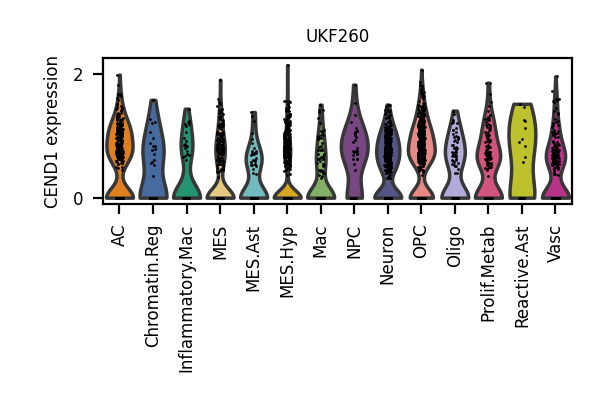 UKF260
CEND1 expression
2
0
AC
Chromatin.Reg
Inflammatory.Mac
MES
MES.Ast
MES.Hyp
Mac
NPC
Neuron
OPC
Oligo
Prolif.Metab
Reactive.Ast
Vasc